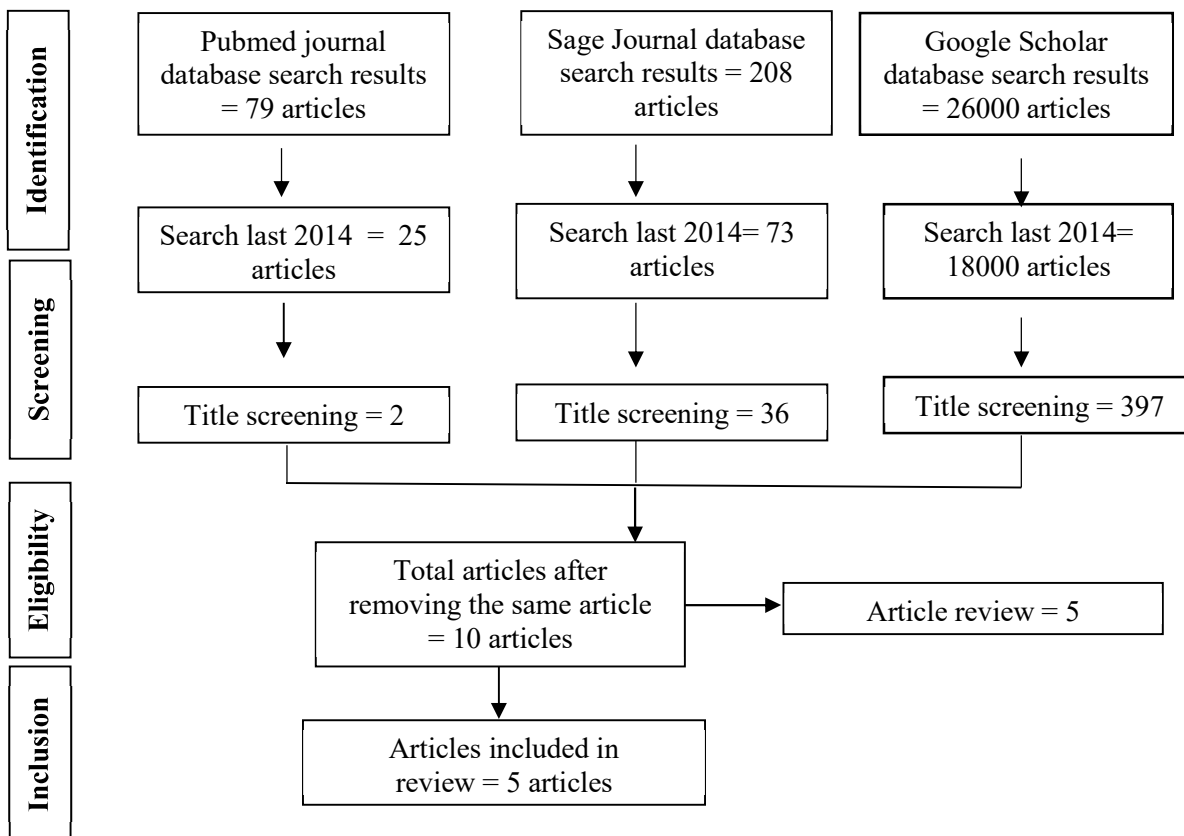 Identification
Pubmed journal
database search results
= 79 articles
Sage Journal database
search results = 208
articles
Google Scholar
database search results
= 26000 articles
Search last 2014  =  25
articles
Search last 2014= 73
articles
Search last 2014=
18000 articles
Screening
Title screening = 2
Title screening = 36
Title screening = 397
Eligibility
Total articles after
removing the same article
= 10 articles
Article review = 5
Inclusion
Articles included in
review = 5 articles